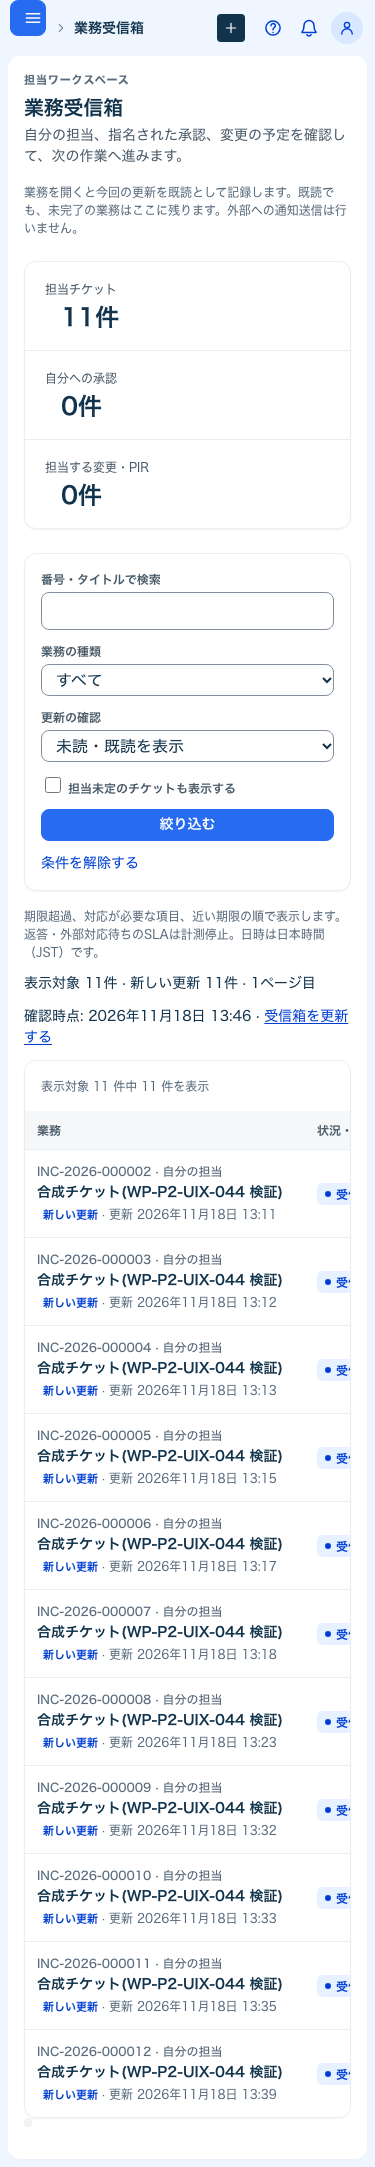 業務受信箱
担当ワークスペース
業務受信箱
自分の担当、指名された承認、変更の予定を確認し
て、次の作業へ進みます。
業務を開くと今回の更新を既読として記録します。既読で
も、未完了の業務はここに残ります。外部への通知送信は行
いません。
担当チケット
11件
自分への承認
0件
担当する変更・PIR
0件
番号・タイトルで検索
業務の種類
すべて
更新の確認
未読・既読を表示
担当未定のチケットも表示する
絞り込む
条件を解除する
期限超過、対応が必要な項目、近い期限の順で表示します。
返答・外部対応待ちのSLAは計測停止。日時は日本時間
（JST）です。
表示対象 11件 · 新しい更新 11件 · 1ページ目
確認時点: 2026年11月18日 13:46 · 受信箱を更新
する
表示対象 11 件中 11 件を表示
業務 状況・
INC-2026-000002 · 自分の担当
合成チケット(WP-P2-UIX-044 検証) 受
新しい更新 · 更新 2026年11月18日 13:11
INC-2026-000003 · 自分の担当
合成チケット(WP-P2-UIX-044 検証) 受
新しい更新 · 更新 2026年11月18日 13:12
INC-2026-000004 · 自分の担当
合成チケット(WP-P2-UIX-044 検証) 受
新しい更新 · 更新 2026年11月18日 13:13
INC-2026-000005 · 自分の担当
合成チケット(WP-P2-UIX-044 検証) 受
新しい更新 · 更新 2026年11月18日 13:15
INC-2026-000006 · 自分の担当
合成チケット(WP-P2-UIX-044 検証) 受
新しい更新 · 更新 2026年11月18日 13:17
INC-2026-000007 · 自分の担当
合成チケット(WP-P2-UIX-044 検証) 受
新しい更新 · 更新 2026年11月18日 13:18
INC-2026-000008 · 自分の担当
合成チケット(WP-P2-UIX-044 検証) 受
新しい更新 · 更新 2026年11月18日 13:23
INC-2026-000009 · 自分の担当
合成チケット(WP-P2-UIX-044 検証) 受
新しい更新 · 更新 2026年11月18日 13:32
INC-2026-000010 · 自分の担当
合成チケット(WP-P2-UIX-044 検証) 受
新しい更新 · 更新 2026年11月18日 13:33
INC-2026-000011 · 自分の担当
合成チケット(WP-P2-UIX-044 検証) 受
新しい更新 · 更新 2026年11月18日 13:35
INC-2026-000012 · 自分の担当
合成チケット(WP-P2-UIX-044 検証) 受
新しい更新 · 更新 2026年11月18日 13:39